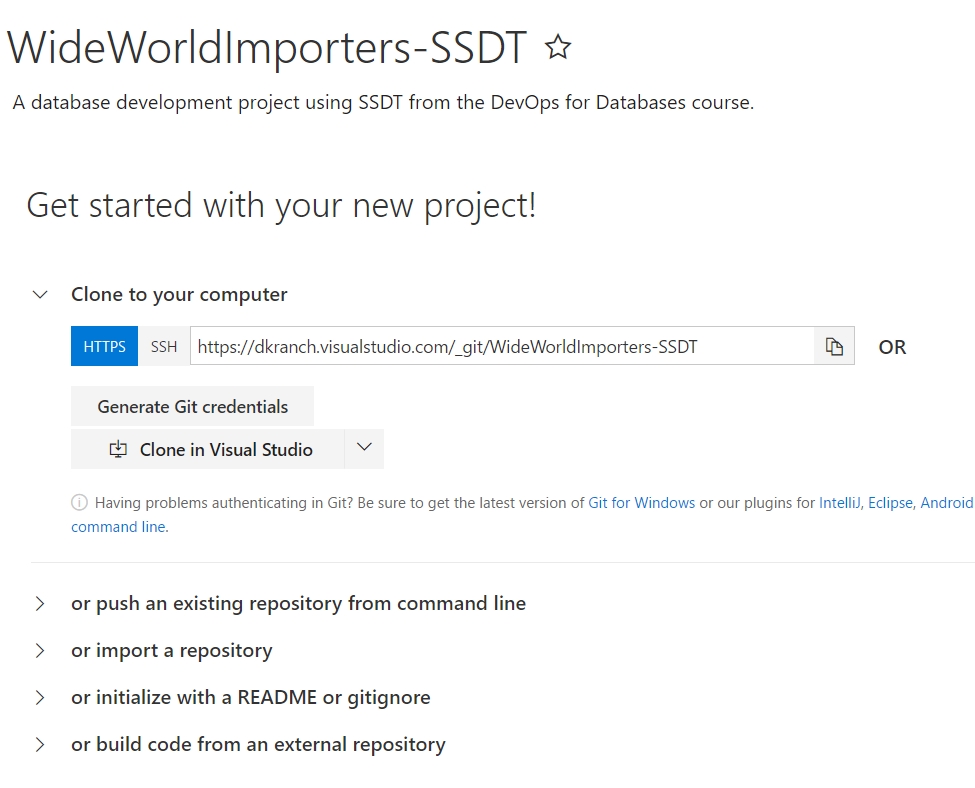 WideWorldImporters-SSDT
A database development project using SSDT from the DevOps for Databases course.
Get started with your new project!
Clone to your computer
HTTPS SSH https://dkranch.visualstudio.com/_git/WideWorldImporters-SSDT OR
Generate Git credentials
Clone in Visual Studio
Having problems authenticating in Git? Be sure to get the latest version of Git for Windows or our plugins for IntelliJ, Eclipse, Android
command line.
or push an existing repository from command line
or import a repository
or initialize with a README or gitignore
or build code from an external repository